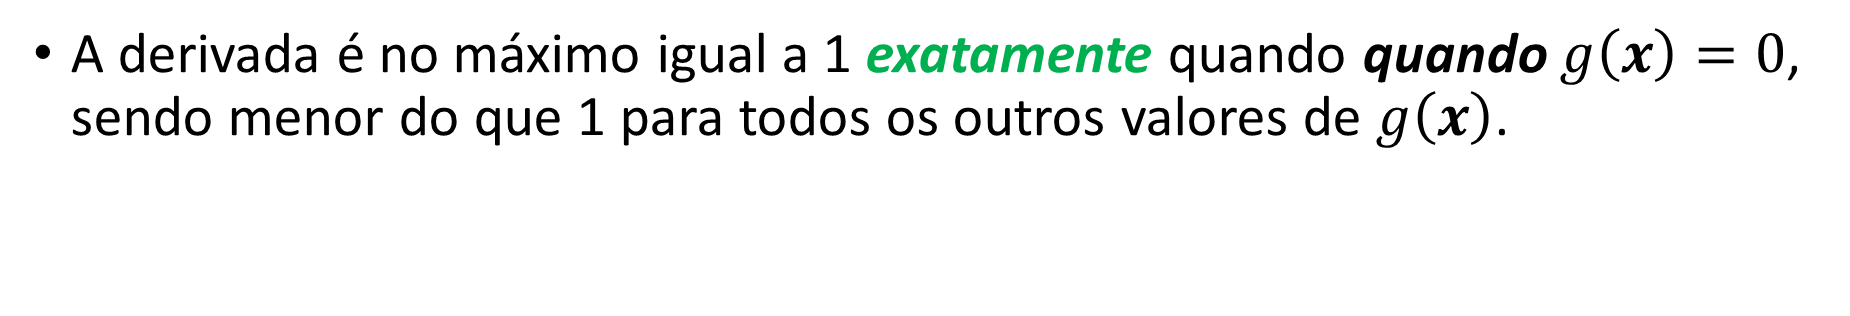 • A derivada é no máximo igual a 1 exatamente quando quando g(x) = 0,
sendo menor do que 1 para todos os outros valores de g(x).